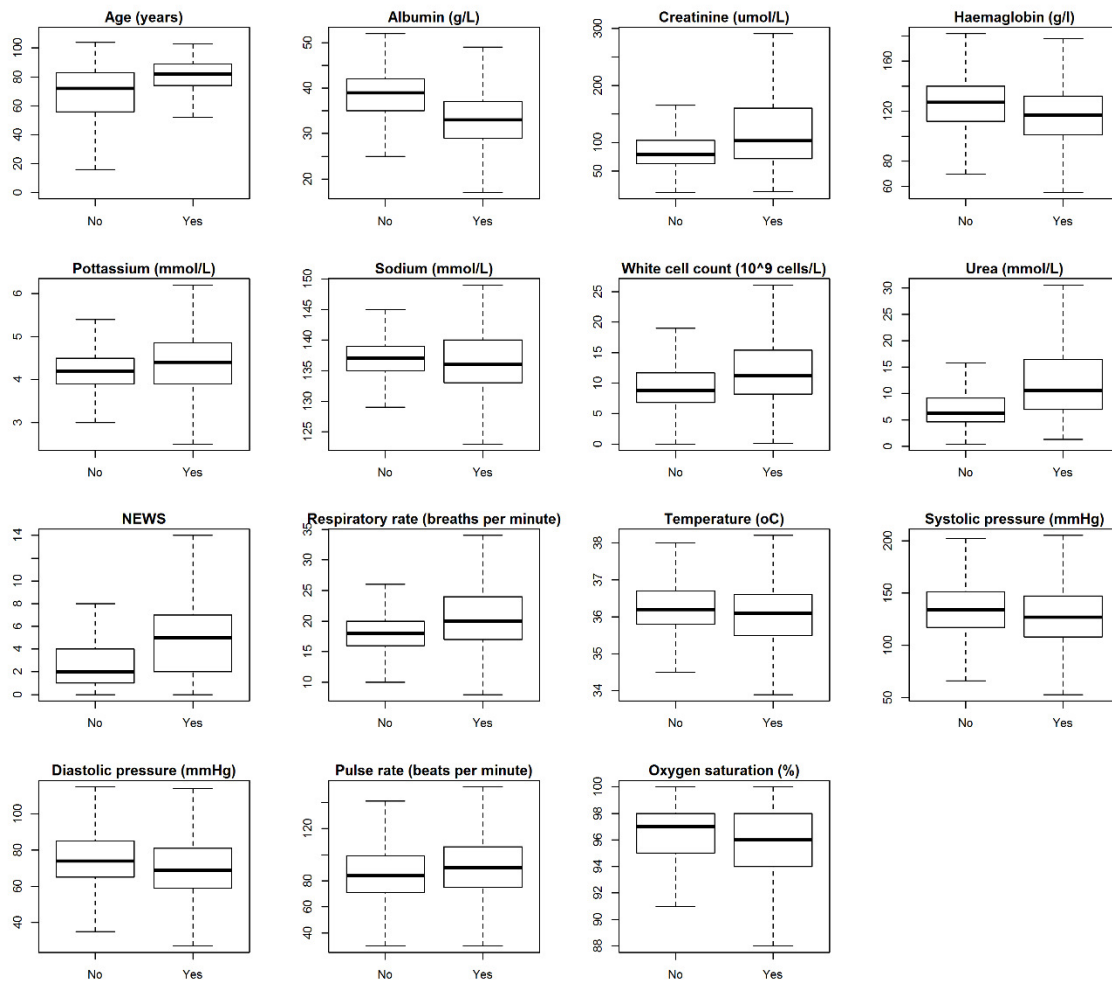 Age (years)
0 20 40 60 80 100
No Yes
Albumin (g/L)
20 30 40 50
No Yes
Creatinine (umol/L)
50 100 200 300
No Yes
Haemaglobin (g/l)
60 80 120 160
No Yes
Pottassium (mmol/L)
3 4 5 6
No Yes
Sodium (mmol/L)
125 130 135 140 145 150
No Yes
White cell count (10^9 cells/L)
0 5 10 15 20 25
No Yes
Urea (mmol/L)
0 5 10 15 20 25 30
No Yes
NEWS
0 2 4 6 8 10 12 14
No Yes
Respiratory rate (breaths per minute)
10 15 20 25 30 35
No Yes
Temperature (oC)
34 35 36 37 38
No Yes
Systolic pressure (mmHg)
50 100 150 200
No Yes
Diastolic pressure (mmHg)
40 60 80 100
No Yes
Pulse rate (beats per minute)
40 80 120
No Yes
Oxygen saturation (%)
88 90 92 94 96 98 100
No Yes